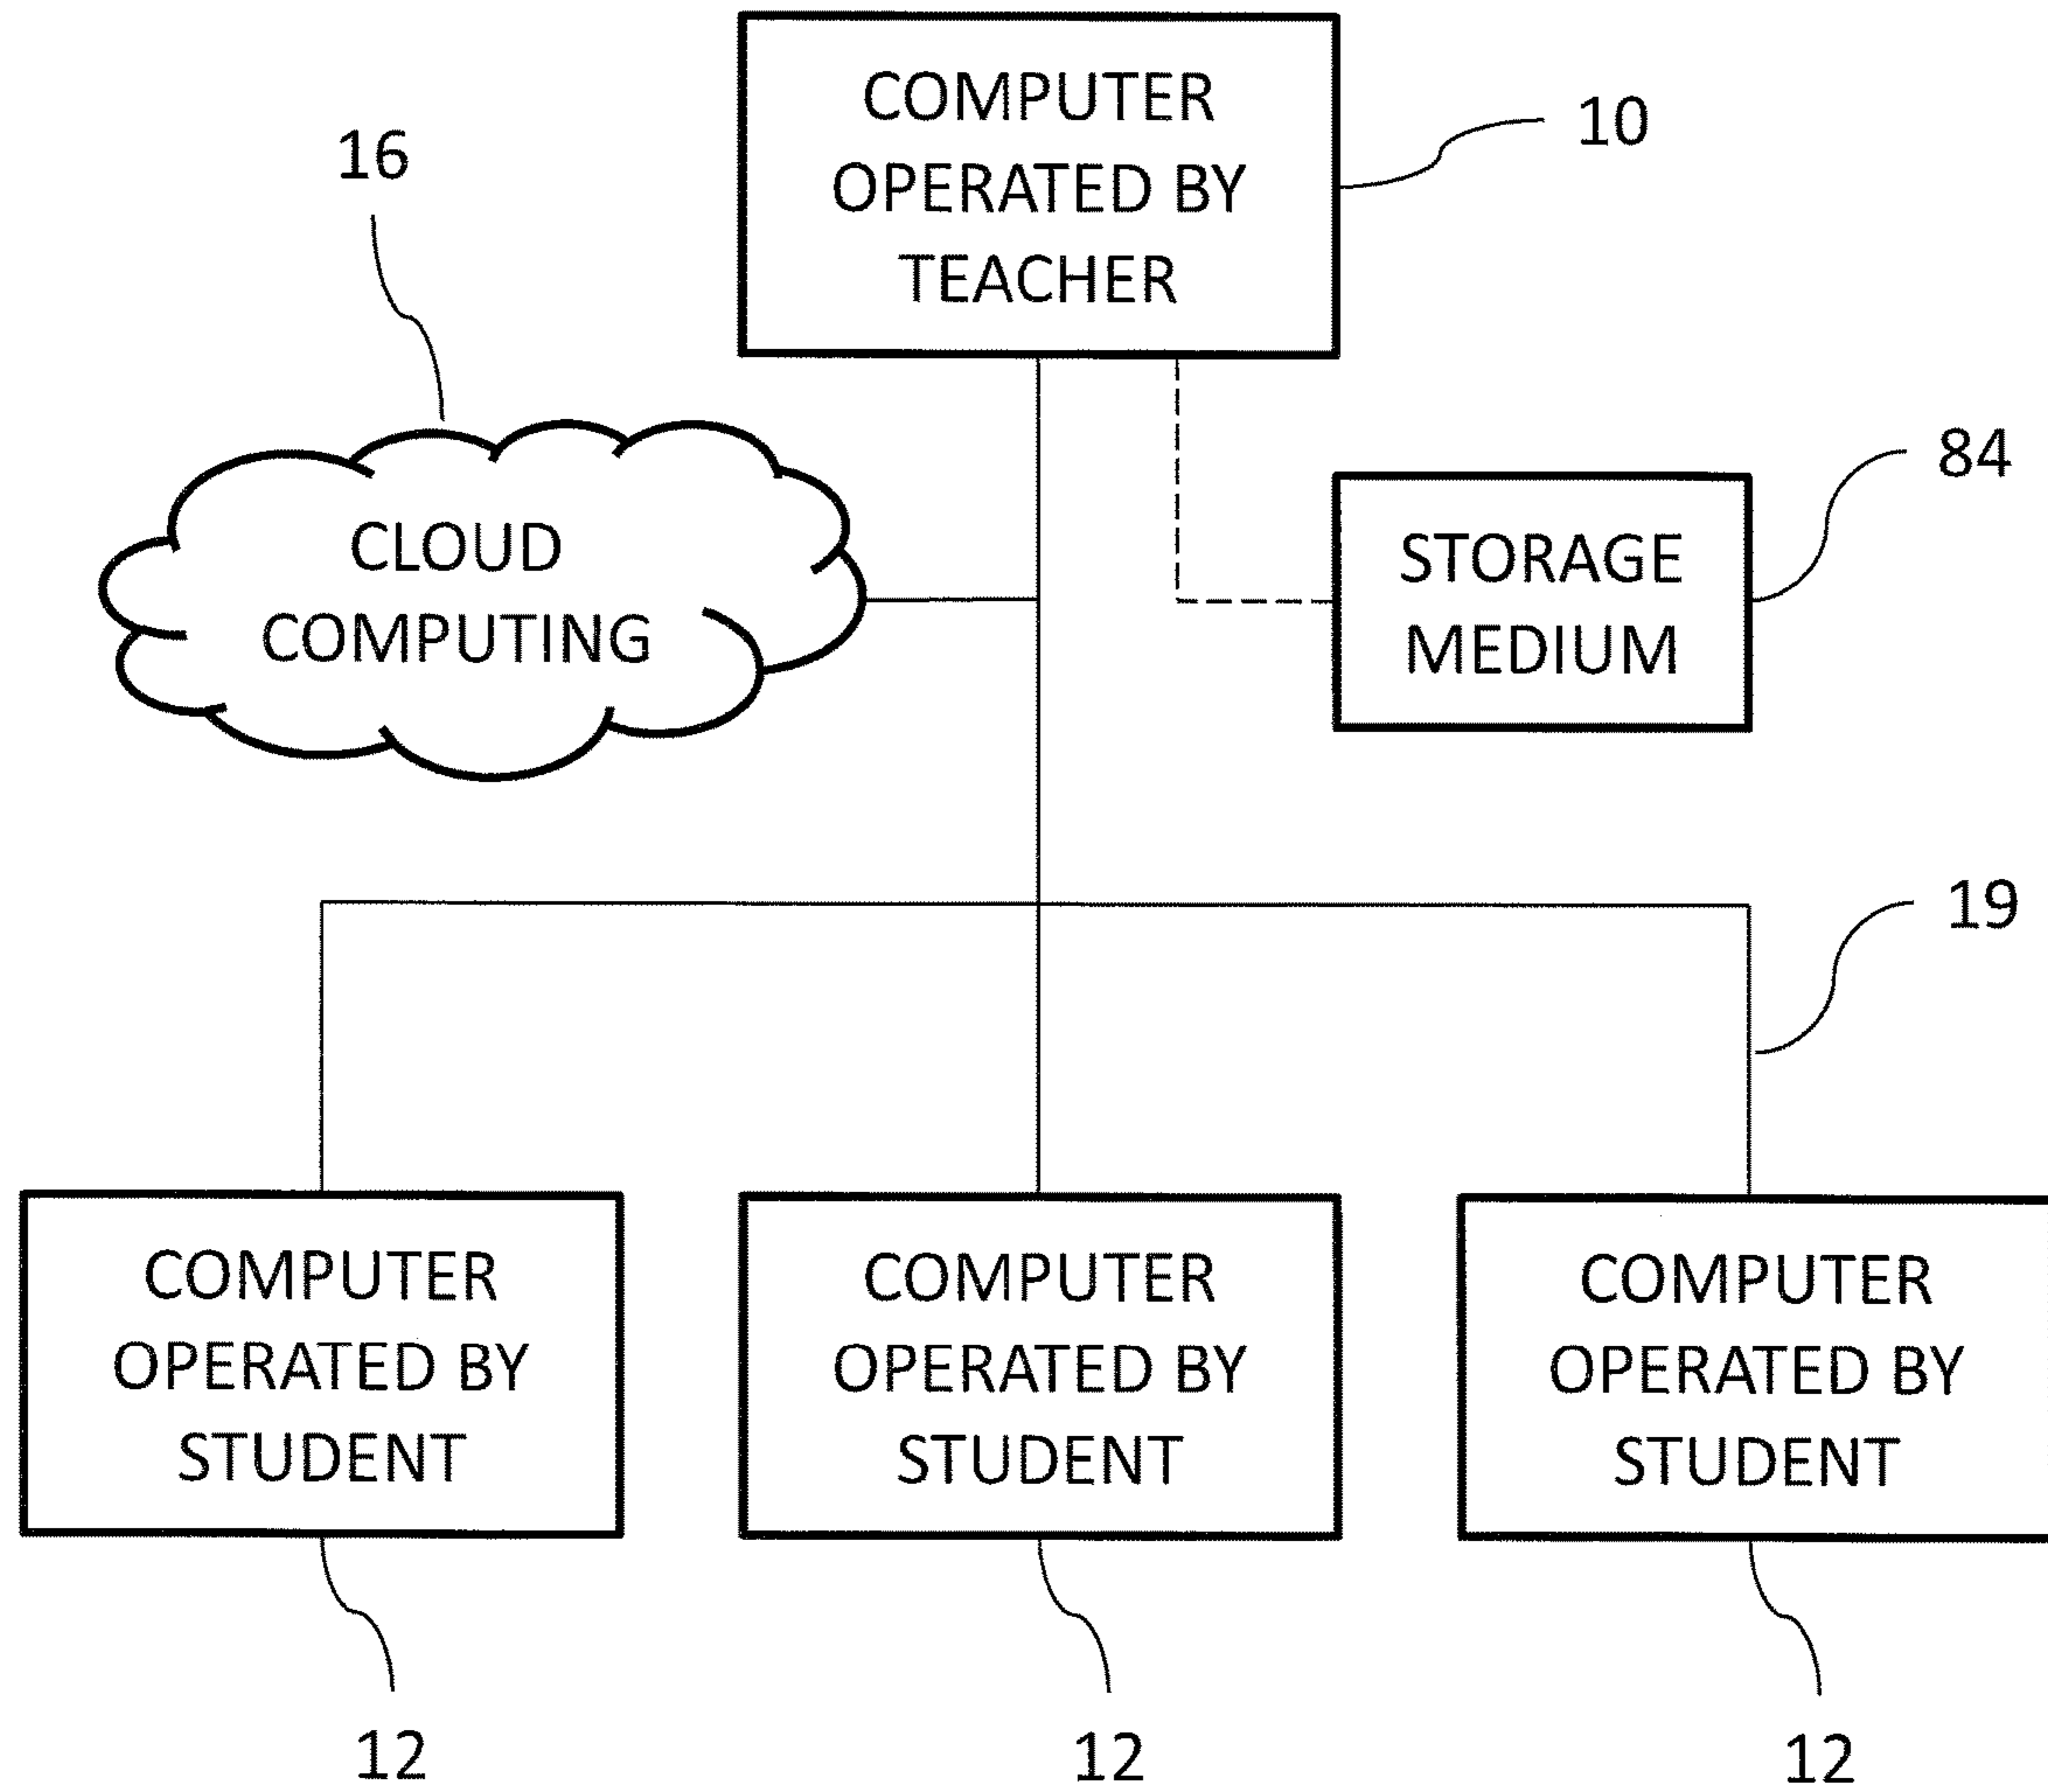 COMPUTER
OPERATED BY
TEACHER
10
16
CLOUD
COMPUTING
84
STORAGE
MEDIUM
19
COMPUTER
OPERATED BY
STUDENT
COMPUTER
OPERATED BY
STUDENT
COMPUTER
OPERATED BY
STUDENT
12
12
12